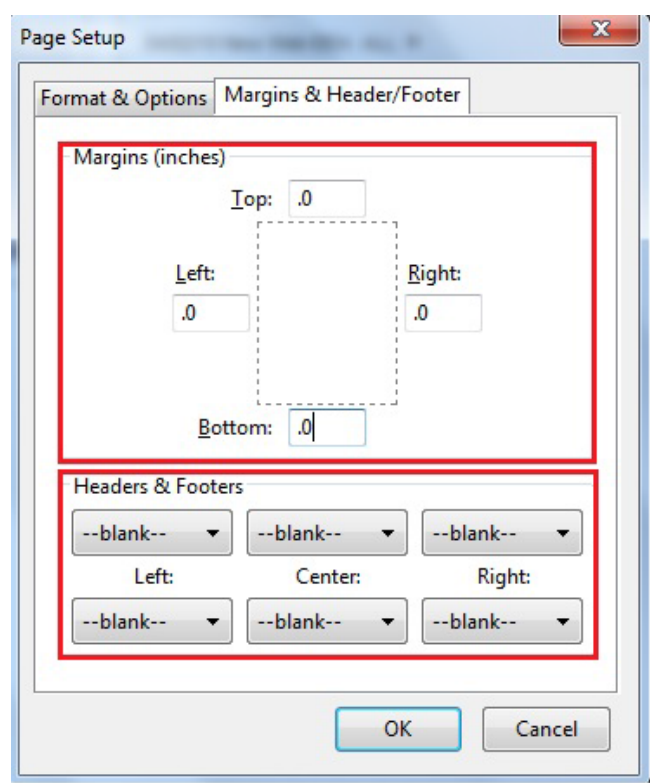 Page Setup
Format & Options Margins & Header/Footer
Margins (inches)
Top: .0
Left: Right:
.0 .0
Bottom: .0
Headers & Footers
--blank-- --blank-- --blank--
Left: Center: Right:
--blank-- --blank-- --blank--
OK Cancel